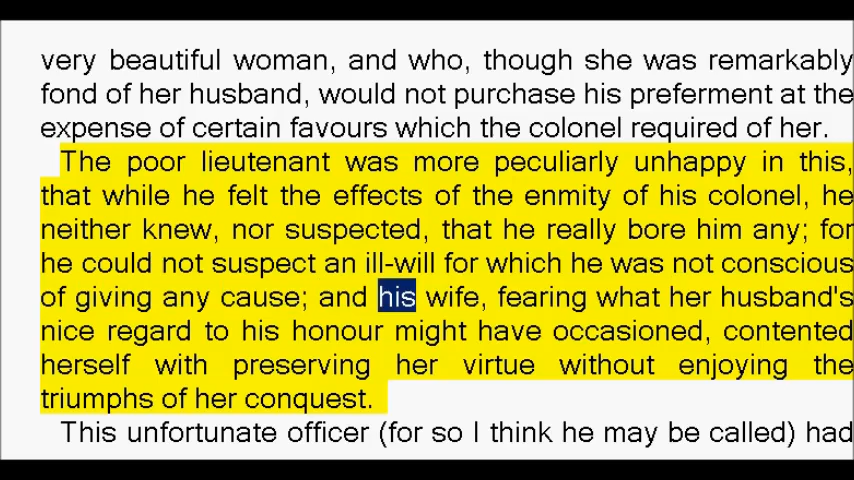 very beautiful woman, and who, though she was remarkably
fond of her husband, would not purchase his preferment at the
expense of certain favours which the colonel required of her.
The poor lieutenant was more peculiarly unhappy in this,
that while he felt the effects of the enmity of his colonel, he
neither knew, nor suspected, that he really bore him any; for
he could not suspect an ill-will for which he was not conscious
of giving any cause; and his wife, fearing what her husband's
nice regard to his honour might have occasioned, contented
herself with preserving her virtue without enjoying the
triumphs of her conquest.
This unfortunate officer (for so I think he may be called) had